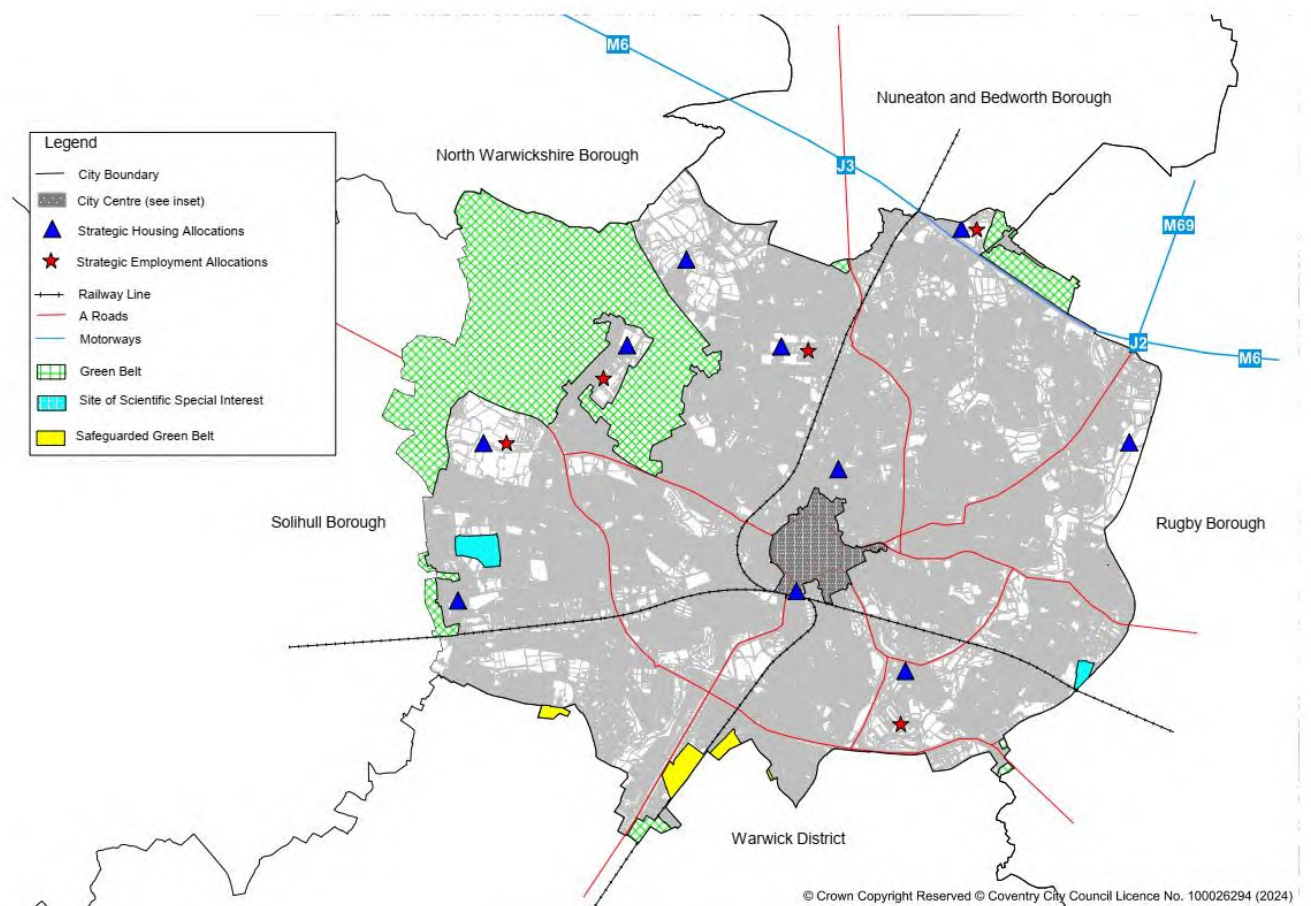 M6
Nuneaton and Bedworth Borough
Legend
City Boundary
City Centre (see inset)
Strategic Housing Allocations
Strategic Employment Allocations
Railway Line
A Roads
Motorways
Green Belt
Site of Scientific Special Interest
Safeguarded Green Belt
North Warwickshire Borough
J3
M69
J2
M6
Solihull Borough
Rugby Borough
Warwick District
© Crown Copyright Reserved © Coventry City Council Licence No. 100026294 (2024)